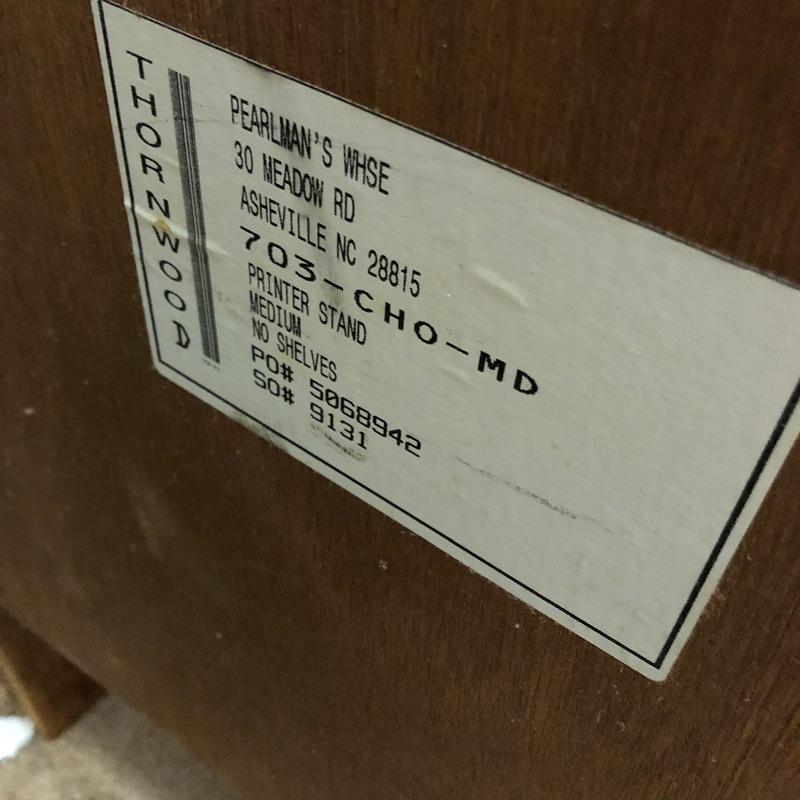 THORNWOOD
PEARLMAN'S WHSE
30 MEADOW RD
ASHEVILLE NC 28815
703-CHO-MD
PRINTER STAND
MEDIUM
NO SHELVES
PO# 5068942
SO# 9131